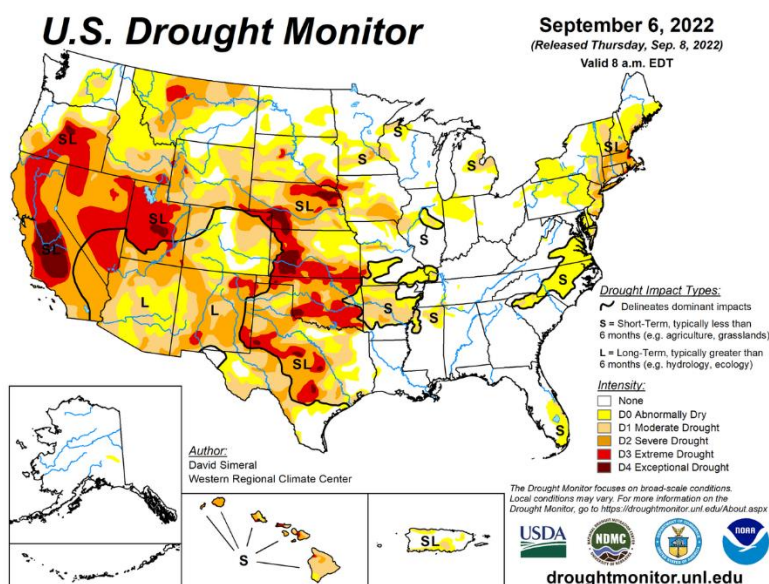 U.S. Drought Monitor
September 6, 2022
(Released Thursday, Sep. 8, 2022)
Valid 8 a.m. EDT
S
S
SL
S
SL
SL
SL
S
SL
S
L
L
S
S
SL
S
Drought Impact Types:
Delineates dominant impacts
S = Short-Term, typically less than
6 months (e.g. agriculture, grasslands)
L = Long-Term, typically greater than
6 months (e.g. hydrology, ecology)
Intensity:
None
D0 Abnormally Dry
D1 Moderate Drought
D2 Severe Drought
D3 Extreme Drought
D4 Exceptional Drought
Author:
David Simeral
Western Regional Climate Center
S
SL
The Drought Monitor focuses on broad-scale conditions.
Local conditions may vary. For more information on the
Drought Monitor, go to https://droughtmonitor.unl.edu/About.aspx
USDA
NDMC
NOAA
droughtmonitor.unl.edu